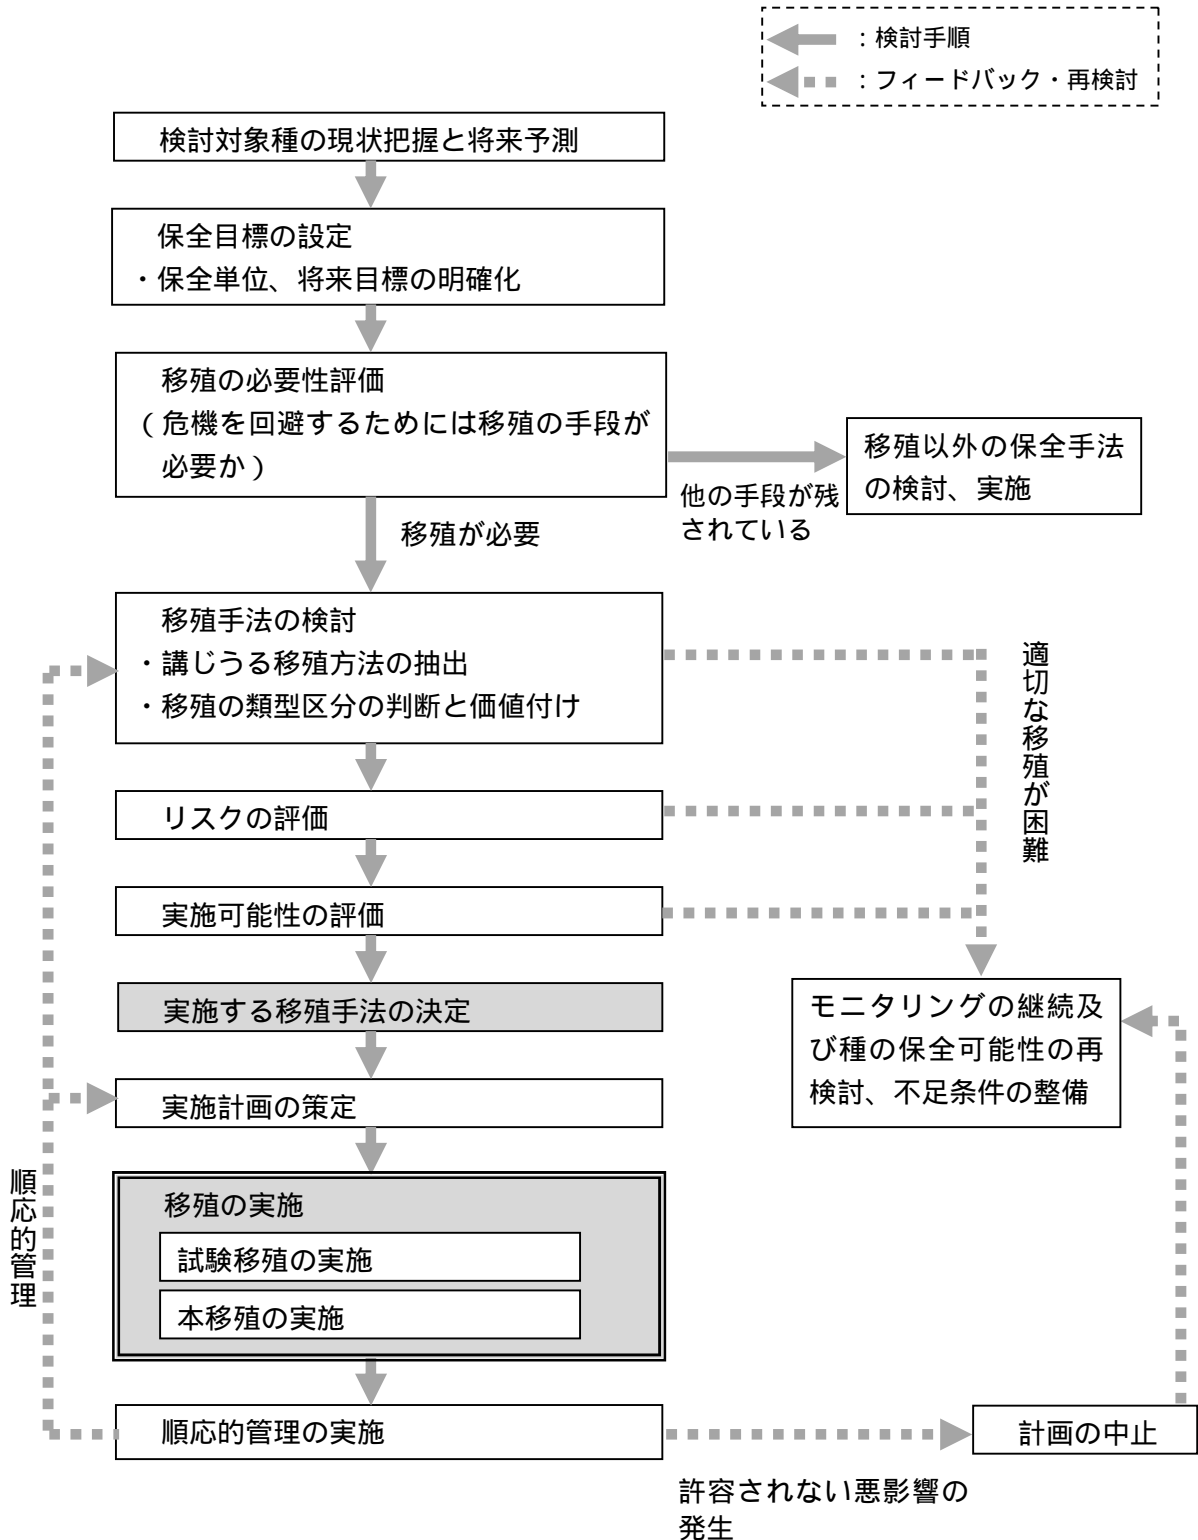 ：検討手順
：フィードバック・再検討
検討対象種の現状把握と将来予測
保全目標の設定
・保全単位、将来目標の明確化
移殖の必要性評価
（危機を回避するためには移殖の手段が
必要か）
移殖以外の保全手法
の検討、実施
他の手段が残
されている
移殖が必要
移殖手法の検討
・講じうる移殖方法の抽出
・移殖の類型区分の判断と価値付け
適切な移殖が困難
リスクの評価
実施可能性の評価
実施する移殖手法の決定
モニタリングの継続及
び種の保全可能性の再
検討、不足条件の整備
実施計画の策定
順応的管理
移殖の実施
試験移殖の実施
本移殖の実施
順応的管理の実施
計画の中止
許容されない悪影響の
発生